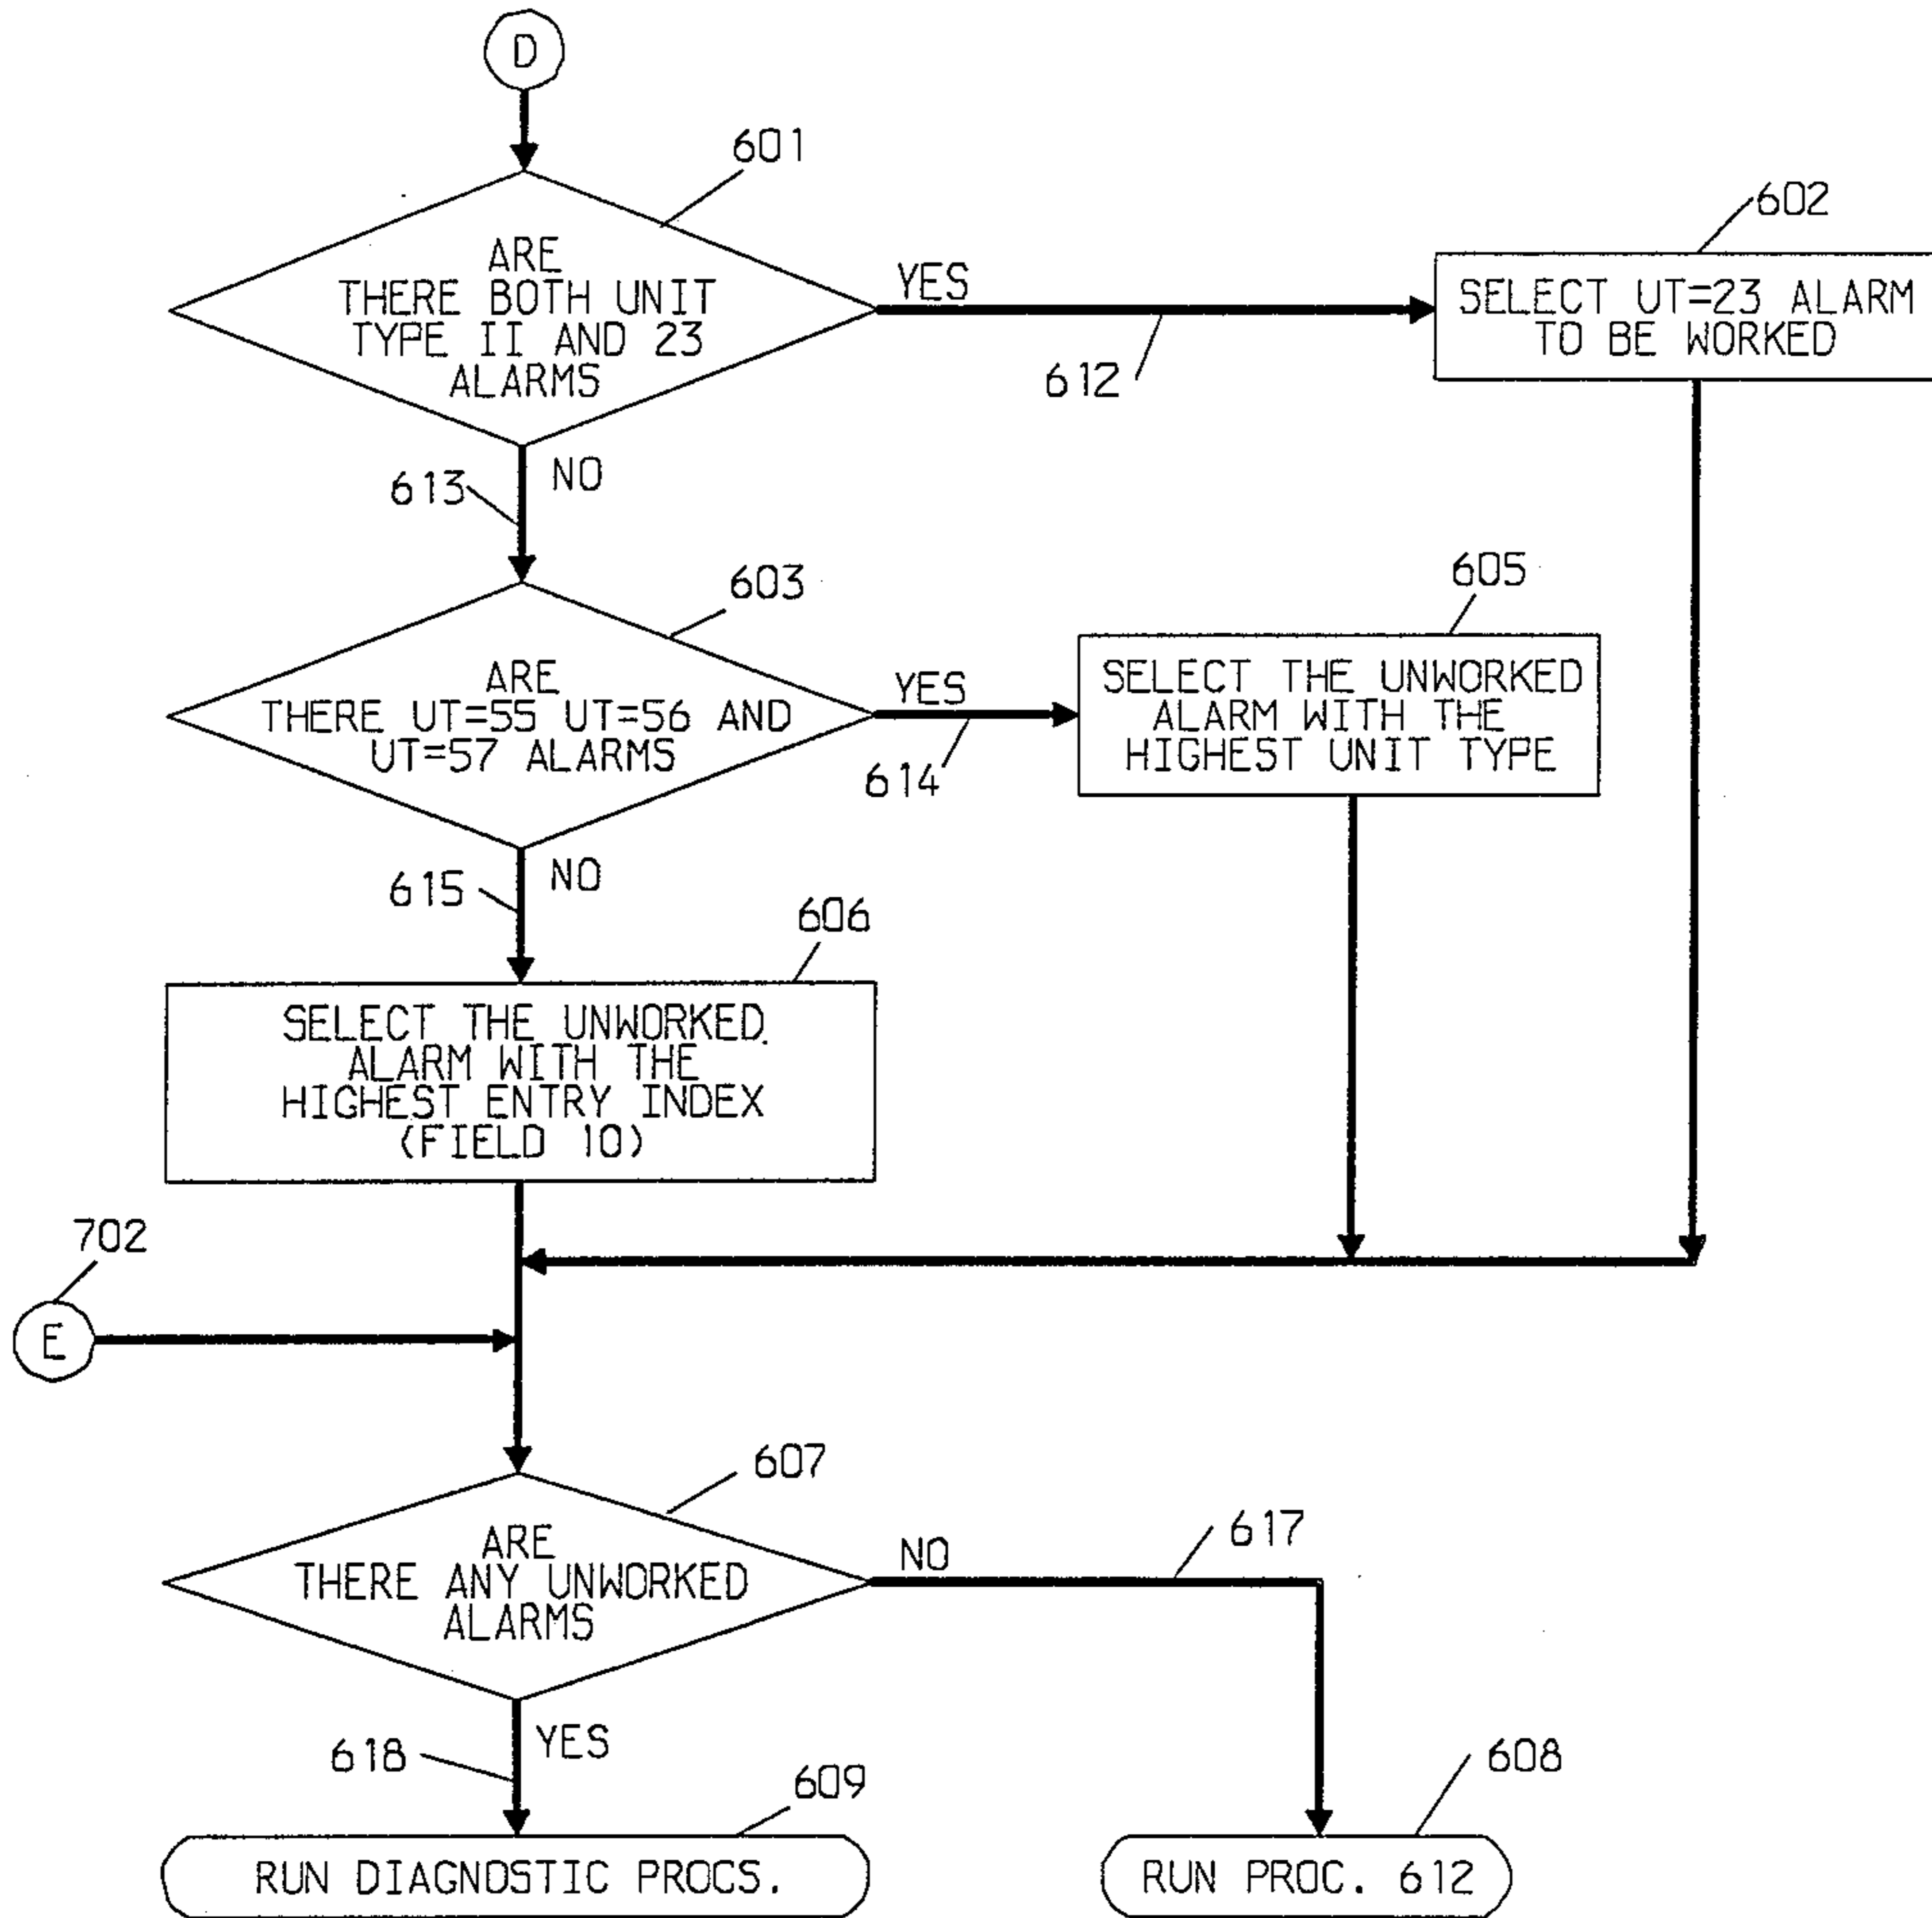 D
601
ARE
THERE BOTH UNIT
TYPE II AND 23
ALARMS
YES
612
602
SELECT UT=23 ALARM
TO BE WORKED
613
NO
603
ARE
THERE UT=55 UT=56 AND
UT=57 ALARMS
YES
614
605
SELECT THE UNWORKED
ALARM WITH THE
HIGHEST UNIT TYPE
615
NO
606
SELECT THE UNWORKED
ALARM WITH THE
HIGHEST ENTRY INDEX
(FIELD 10)
702
E
607
ARE
THERE ANY UNWORKED
ALARMS
NO
617
618
YES
609
RUN DIAGNOSTIC PROCS.
608
RUN PROC. 612